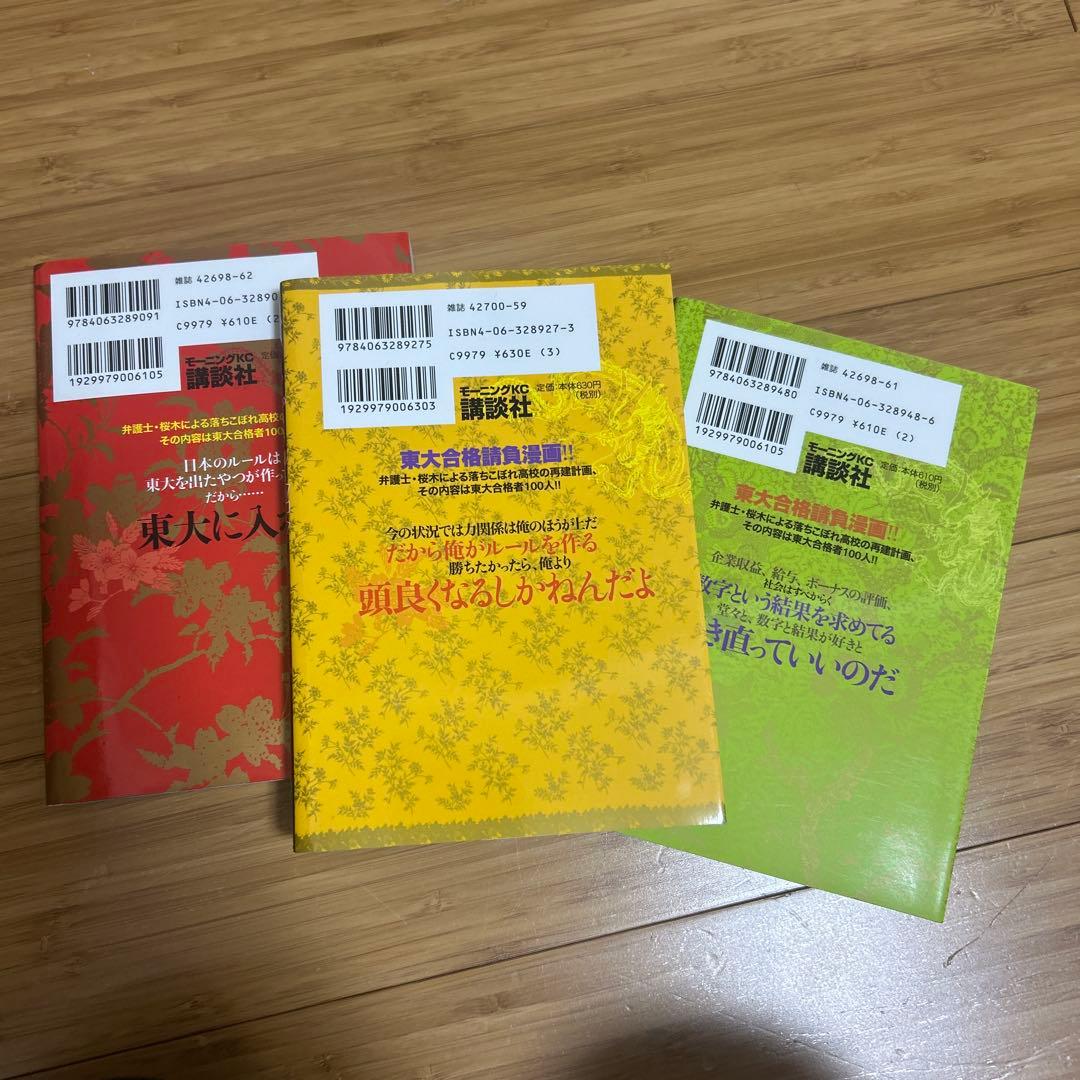 雑誌 42698-62
9784063289091
ISBN4-06-32890
C9979 ¥610E (2
1929979006105
モーニングKC
講談社
弁護士・桜木による落ちこぼれ高校
その内容は東大合格者100
日本のルールは
東大を出たやつが作っ
だから……
東大に入
雑誌 42700-59
9784063289275
ISBN4-06-328927-3
C9979 ¥630E (3)
1929979006303
モーニングKC
講談社
定価:本体630円
(税別)
東大合格請負漫画!!
弁護士・桜木による落ちこぼれ高校の再建計画、
その内容は東大合格者100人!!
今の状況では力関係は俺のほうが上だ
だから俺がルールを作る
勝ちたかったら、俺より
頭良くなるしかねんだよ
雑誌 42698-61
9784063289480
ISBN4-06-328948-6
C9979 ¥610E (2)
1929979006105
モーニングKC
講談社
定価:本体610円
(税別)
東大合格請負漫画!!
弁護士・桜木による落ちこぼれ高校の再建計画、
その内容は東大合格者100人!!
企業収益、給与、ボーナスの評価、
社会はすべからく
数字という結果を求めてる
堂々と、数字と結果が好きと
き直っていいのだ